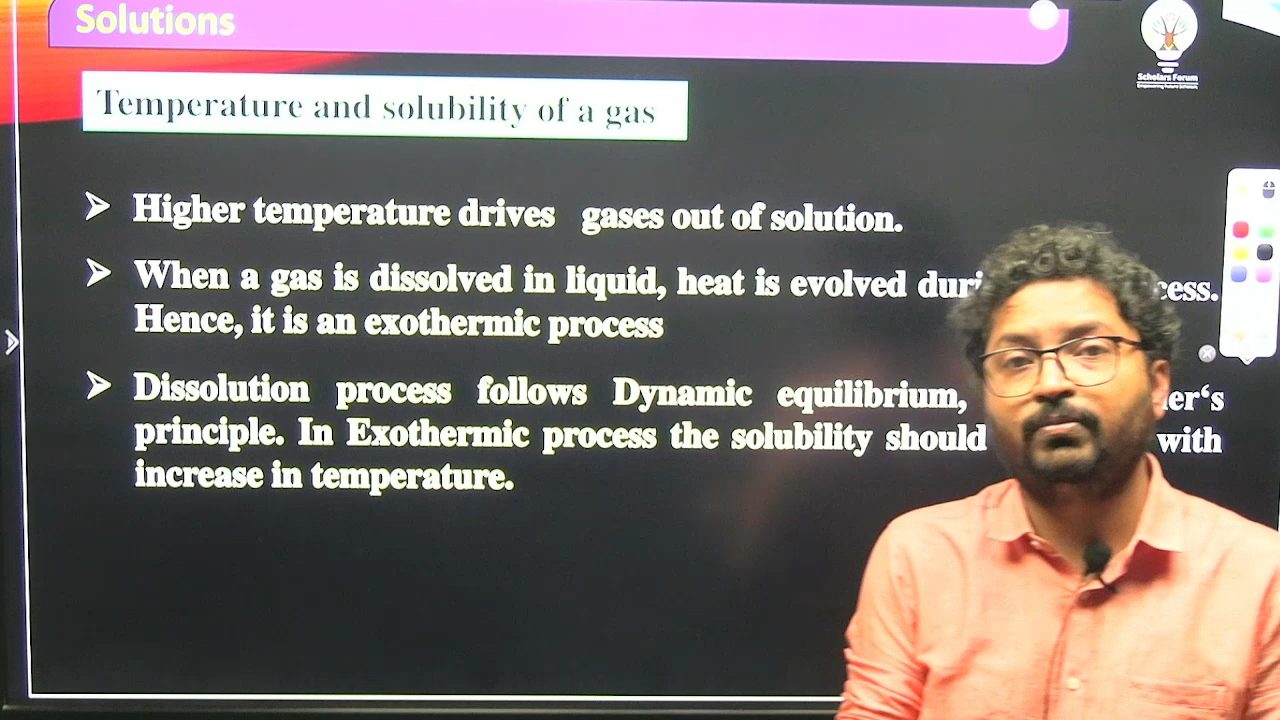 Solutions
Scholars Forum
Temperature and solubility of a gas
Higher temperature drives gases out of solution.
When a gas is dissolved in liquid, heat is evolved
Hence, it is an exothermic process
Dissolution process follows Dynamic equilibrium,
principle. In Exothermic process the solubility should with
increase in temperature.